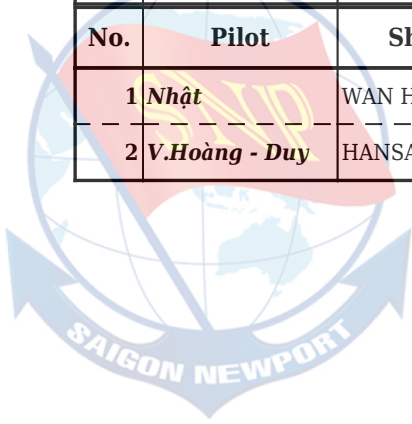 No. Pilot Sh
1 Nhật WAN H
2 V.Hoàng - Duy HANSA
SNP
SAIGON NEWPORT